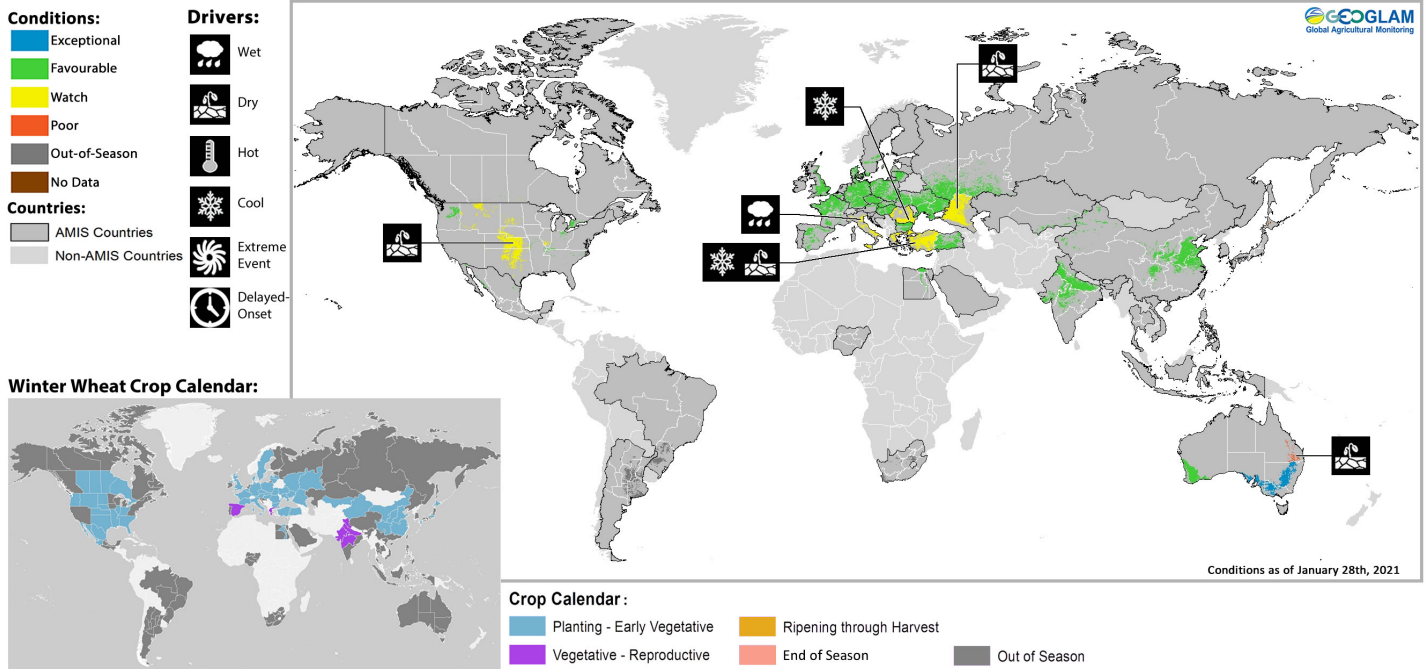 Conditions:
Exceptional
Favourable
Watch
Poor
Out-of-Season
No Data
Countries:
AMIS Countries
Non-AMIS Countries
Drivers:
Wet
Dry
Hot
Cool
Extreme
Event
Delayed-
Onset
GEOGLAM
Global Agricultural Monitoring
Conditions as of January 28th, 2021
Winter Wheat Crop Calendar:
Crop Calendar :
Planting - Early Vegetative
Ripening through Harvest
Vegetative - Reproductive
End of Season
Out of Season